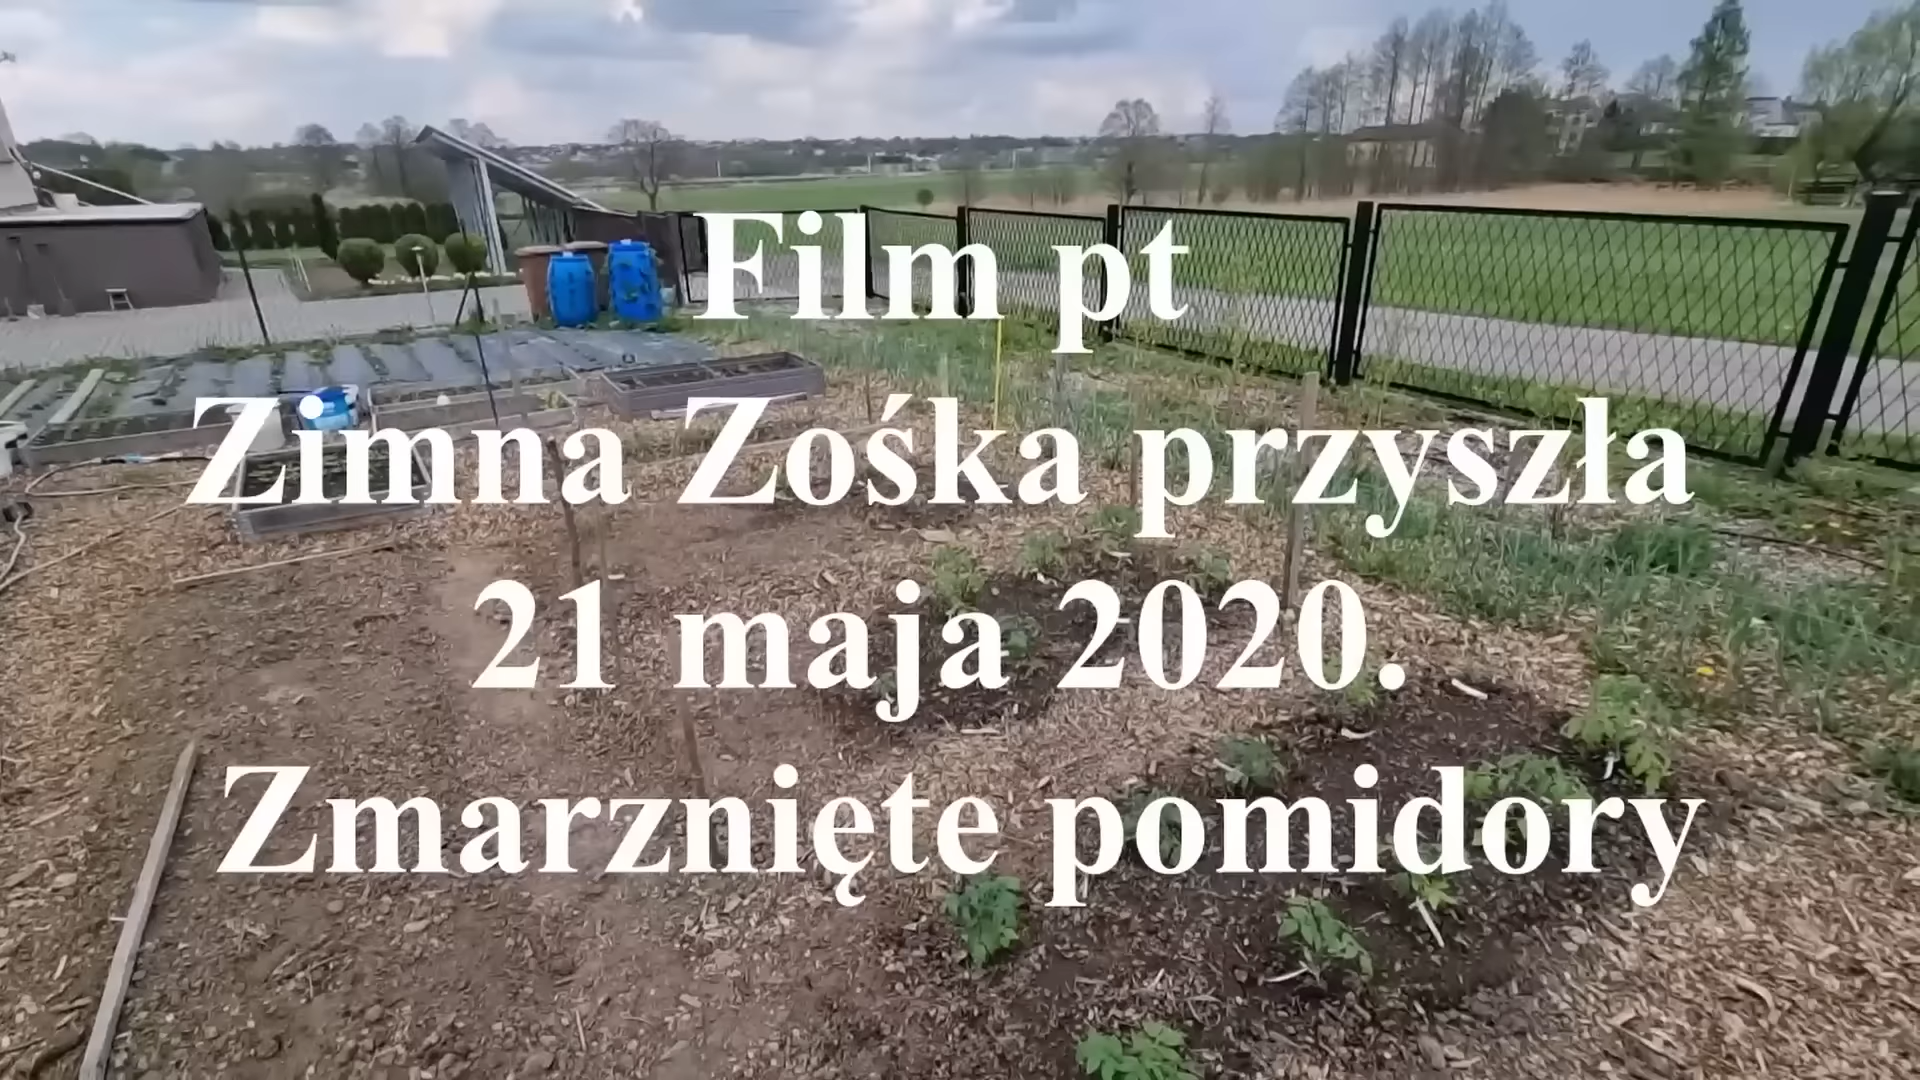 Film pt
Zimna Zośka przyszła
21 maja 2020.
Zmarznięte pomidory